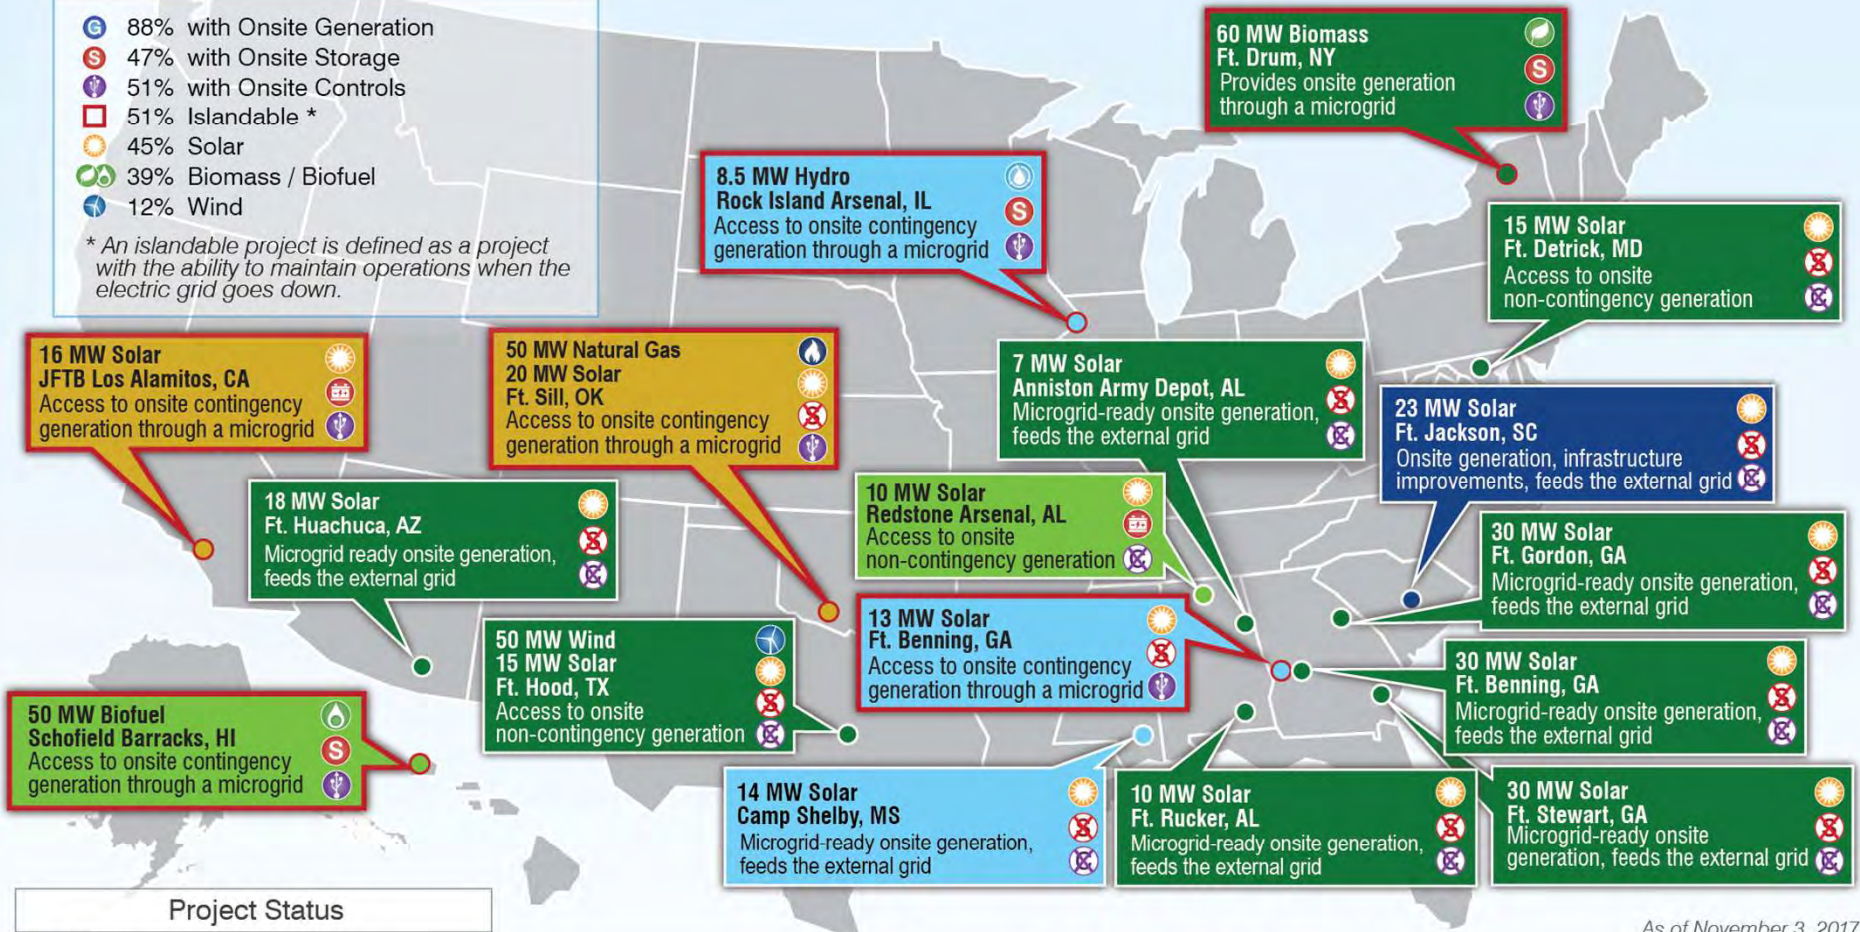 G 88% with Onsite Generation
S 47% with Onsite Storage
51% with Onsite Controls
51% Islandable *
45% Solar
39% Biomass / Biofuel
12% Wind
* An islandable project is defined as a project
with the ability to maintain operations when the
electric grid goes down.
60 MW Biomass
Ft. Drum, NY
Provides onsite generation
through a microgrid
S
8.5 MW Hydro
Rock Island Arsenal, IL
Access to onsite contingency
generation through a microgrid
S
15 MW Solar
Ft. Detrick, MD
Access to onsite
non-contingency generation
S
C
16 MW Solar
JFTB Los Alamitos, CA
Access to onsite contingency
generation through a microgrid
50 MW Natural Gas
20 MW Solar
Ft. Sill, OK
Access to onsite contingency
generation through a microgrid
S
7 MW Solar
Anniston Army Depot, AL
Microgrid-ready onsite generation,
feeds the external grid
S
C
23 MW Solar
Ft. Jackson, SC
Onsite generation, infrastructure
improvements, feeds the external grid
S
C
18 MW Solar
Ft. Huachuca, AZ
Microgrid ready onsite generation,
feeds the external grid
S
C
10 MW Solar
Redstone Arsenal, AL
Access to onsite
non-contingency generation
C
30 MW Solar
Ft. Gordon, GA
Microgrid-ready onsite generation,
feeds the external grid
S
C
50 MW Wind
15 MW Solar
Ft. Hood, TX
Access to onsite
non-contingency generation
S
C
13 MW Solar
Ft. Benning, GA
Access to onsite contingency
generation through a microgrid
S
30 MW Solar
Ft. Benning, GA
Microgrid-ready onsite generation,
feeds the external grid
S
C
50 MW Biofuel
Schofield Barracks, HI
Access to onsite contingency
generation through a microgrid
S
14 MW Solar
Camp Shelby, MS
Microgrid-ready onsite generation,
feeds the external grid
S
C
10 MW Solar
Ft. Rucker, AL
Microgrid-ready onsite generation,
feeds the external grid
S
C
30 MW Solar
Ft. Stewart, GA
Microgrid-ready onsite
generation, feeds the external grid
S
C
Project Status
As of November 3, 2017